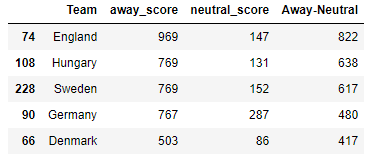 Team away_score neutral_score Away-Neutral
74 England 969 147 822
108 Hungary 769 131 638
228 Sweden 769 152 617
90 Germany 767 287 480
66 Denmark 503 86 417